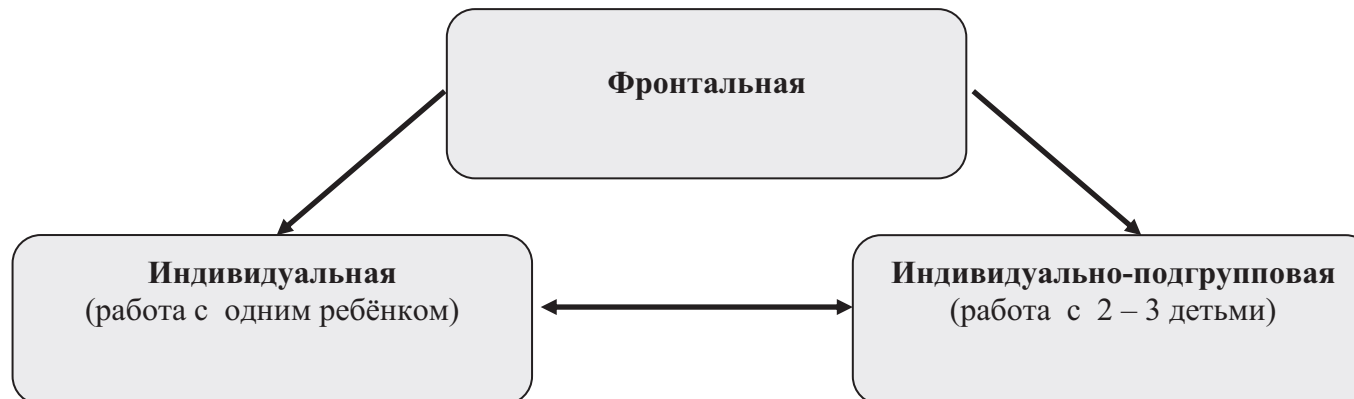 Фронтальная
Индивидуальная
(работа с одним ребёнком)
Индивидуально-подгрупповая
(работа с 2 – 3 детьми)